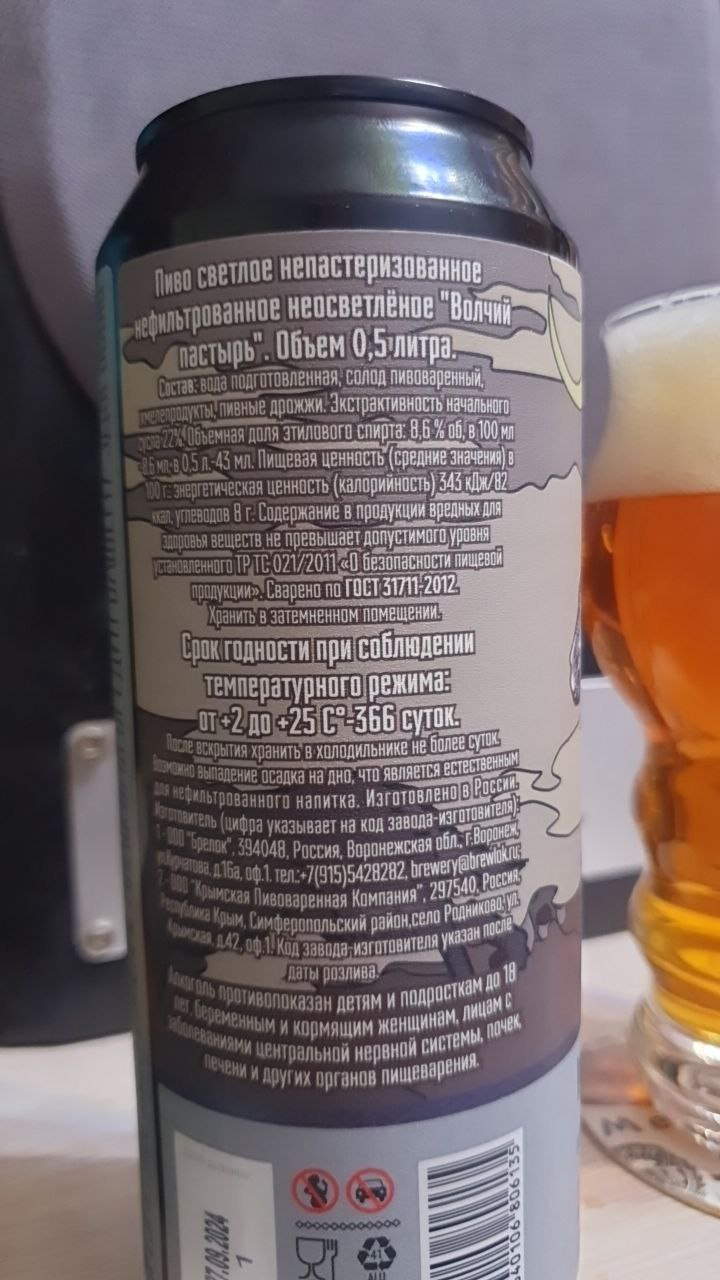 Пиво светлое непастеризованное
нефильтрованное неосветлёное "Волчий
пастырь". Объем 0,5 литра.
Состав: вода подготовленная, солод пивоваренный,
хмелепродукты, пивные дрожжи. Экстрактивность начального
сусла 22%. Объемная доля этилового спирта: 8,6 % об, в 100 мл
-8,6 мл, в 0,5 л.-43 мл. Пищевая ценность (средние значения) в
100 г.: энергетическая ценность (калорийность) 343 кДж/82
ккал, углеводов 8 г. Содержание в продукции вредных для
здоровья веществ не превышает допустимого уровня
установленного ТР ТС 021/2011 «О безопасности пищевой
продукции». Сварено по ГОСТ 31711-2012.
Хранить в затемненном помещении.
Срок годности при соблюдении
температурного режима:
от +2 до +25 С°-366 суток.
После вскрытия хранить в холодильнике не более суток.
Возможно выпадение осадка на дно, что является естественным
для нефильтрованного напитка. Изготовлено в России.
Изготовитель (цифра указывает на код завода-изготовителя):
1 - ООО "Брелок", 394048, Россия, Воронежская обл., г.Воронеж,
ул.Курчатова, д.16а, оф.1. тел.:+7(915)5428282, brewery@brewlok.ru;
2 - ООО "Крымская Пивоваренная Компания", 297540, Россия,
Республика Крым, Симферопольский район, село Родниково, ул.
Крымская, д.42, оф.1. Код завода-изготовителя указан после
даты розлива.
Алкоголь противопоказан детям и подросткам до 18
лет, беременным и кормящим женщинам, лицам с
заболеваниями центральной нервной системы, почек,
печени и других органов пищеварения.
.09.2024
1
41
ALU
40106 806135